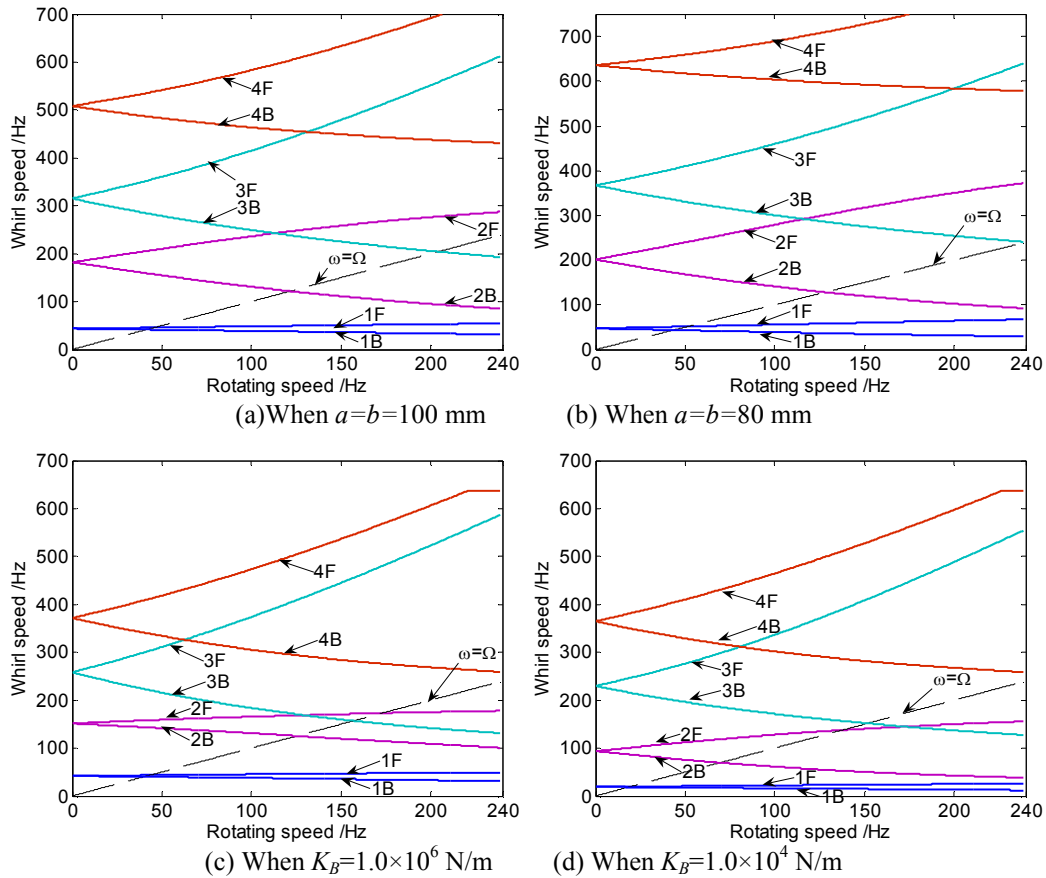 700
600
500
400
300
200
100
0
Whirl speed /Hz
4F
4B
3F
3B
2F
ω=Ω
2B
1F
1B
0 50 100 150 200 240
Rotating speed /Hz
(a)When a=b=100 mm
700
600
500
400
300
200
100
0
Whirl speed /Hz
4F
4B
3F
3B
2F
ω=Ω
2B
1F
1B
0 50 100 150 200 240
Rotating speed /Hz
(b) When a=b=80 mm
700
600
500
400
300
200
100
0
Whirl speed /Hz
4F
4B
3F
ω=Ω
3B
2F
2B
1F
1B
0 50 100 150 200 240
Rotating speed /Hz
(c) When K_B=1.0×10⁶ N/m
700
600
500
400
300
200
100
0
Whirl speed /Hz
4F
4B
3F
ω=Ω
3B
2F
2B
1F
1B
0 50 100 150 200 240
Rotating speed /Hz
(d) When K_B=1.0×10⁴ N/m